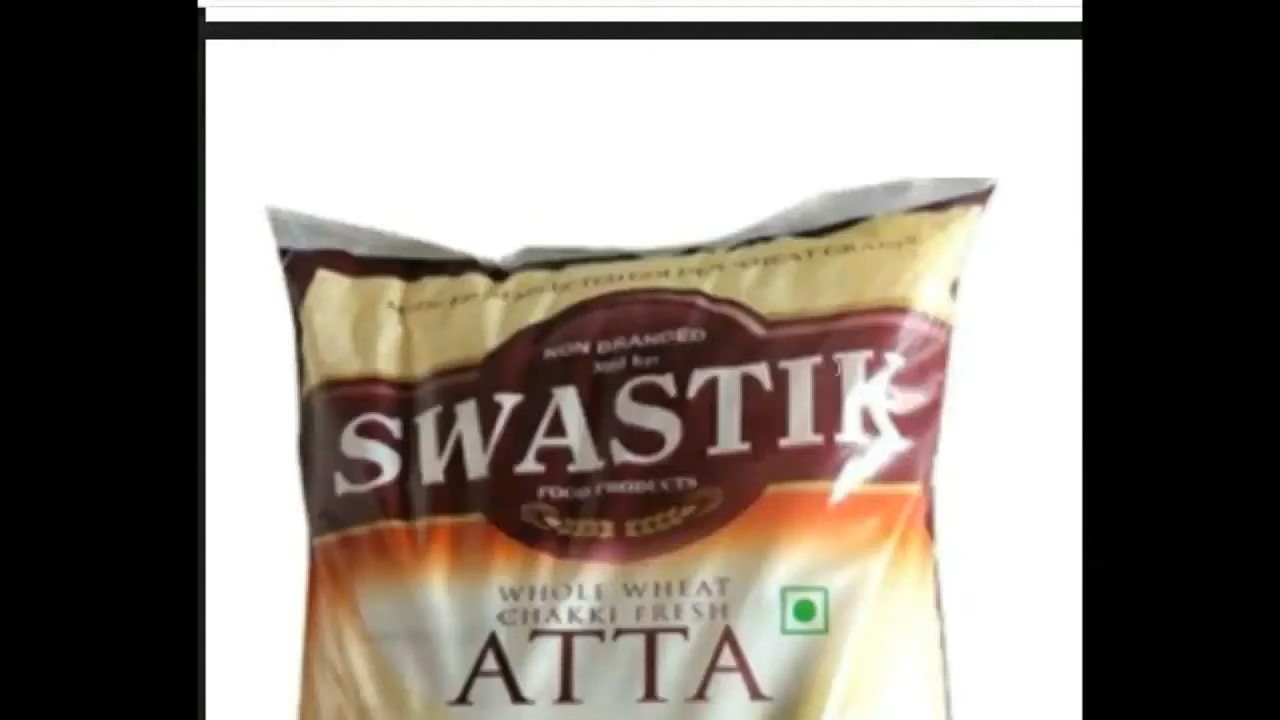 NON BRANDED
SWASTIK
FOOD PRODUCTS
WHOLE WHEAT
CHAKKI FRESH
ATTA